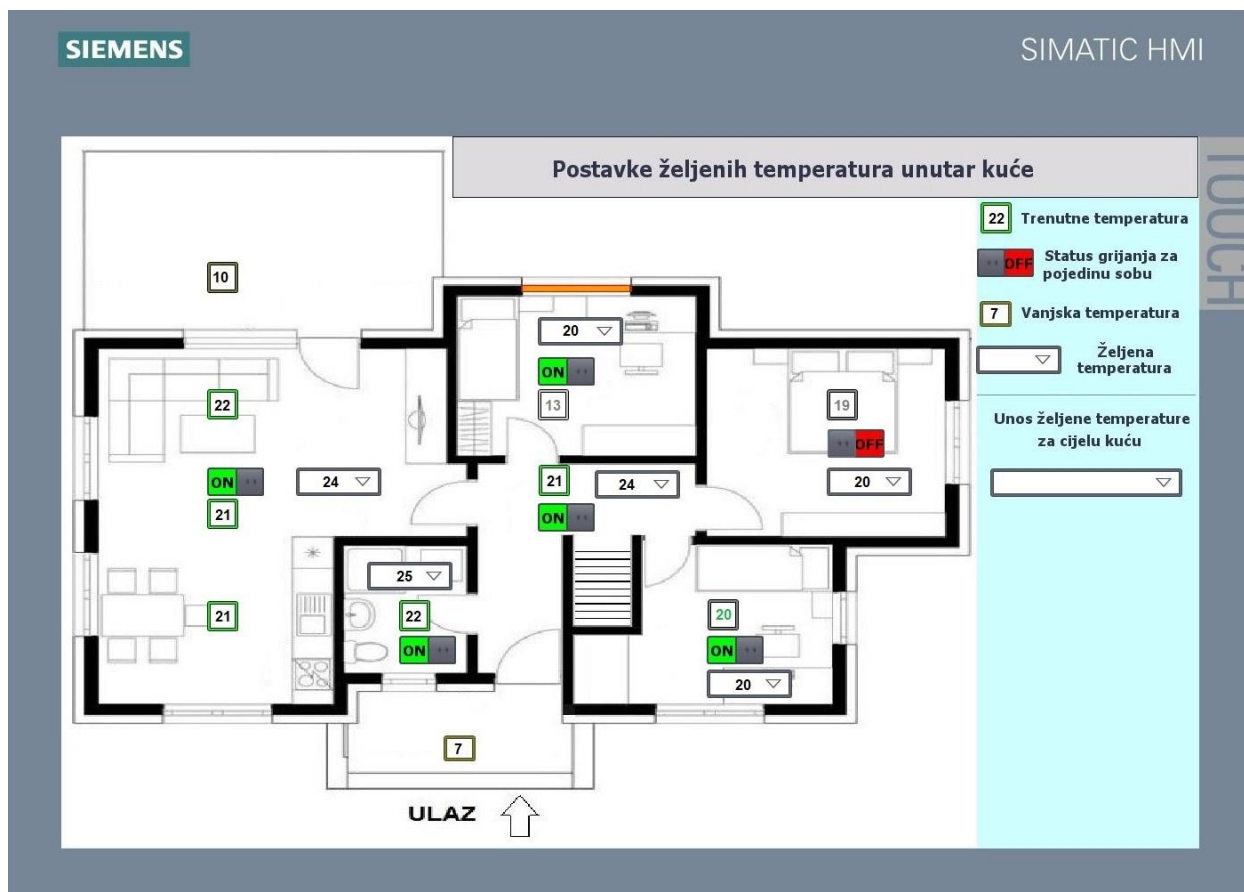 SIEMENS
SIMATIC HMI
TOUCH
Postavke željenih temperatura unutar kuće
22 Trenutne temperatura
OFF Status grijanja za
pojedinu sobu
7 Vanjska temperatura
Željena
temperatura
Unos željene temperature
za cijelu kuću
10
20
ON
13
22
19
OFF
ON 24
21 24
20
21
ON
25
22
ON
21
20
ON
20
7
ULAZ